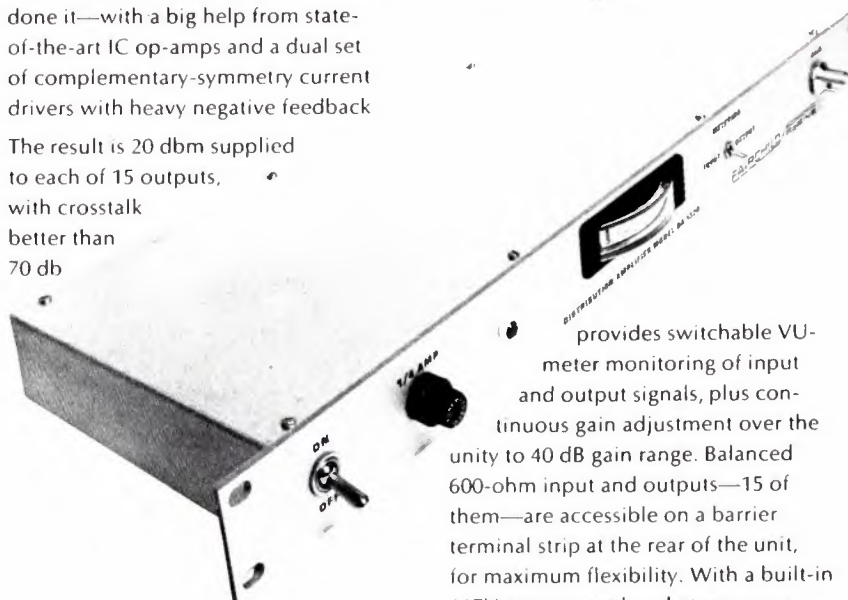 done it—with a big help from state-
of-the-art IC op-amps and a dual set
of complementary-symmetry current
drivers with heavy negative feedback
The result is 20 dbm supplied
to each of 15 outputs,
with crosstalk
better than
70 db
DISTRIBUTION AMPLIFIER MODEL
INPUT
OUTPUT
FAIRCHILD
1/4 AMP
ON
OFF
provides switchable VU-
meter monitoring of input
and output signals, plus con-
tinuous gain adjustment over the
unity to 40 dB gain range. Balanced
600-ohm input and outputs—15 of
them—are accessible on a barrier
terminal strip at the rear of the unit,
for maximum flexibility. With a built-in